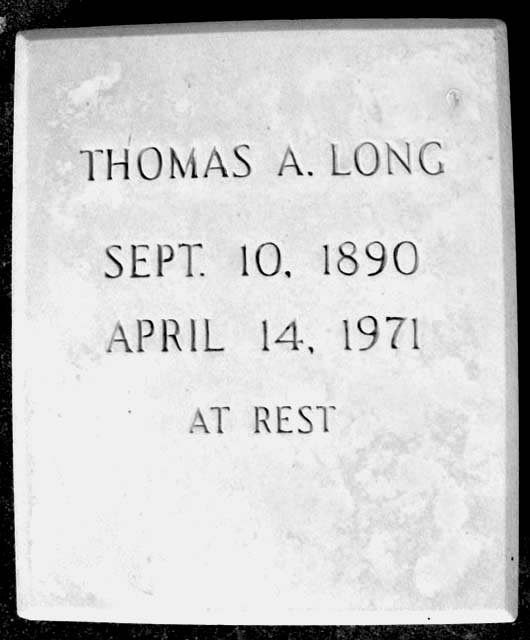 THOMAS A. LONG
SEPT. 10, 1890
APRIL 14, 1971
AT REST